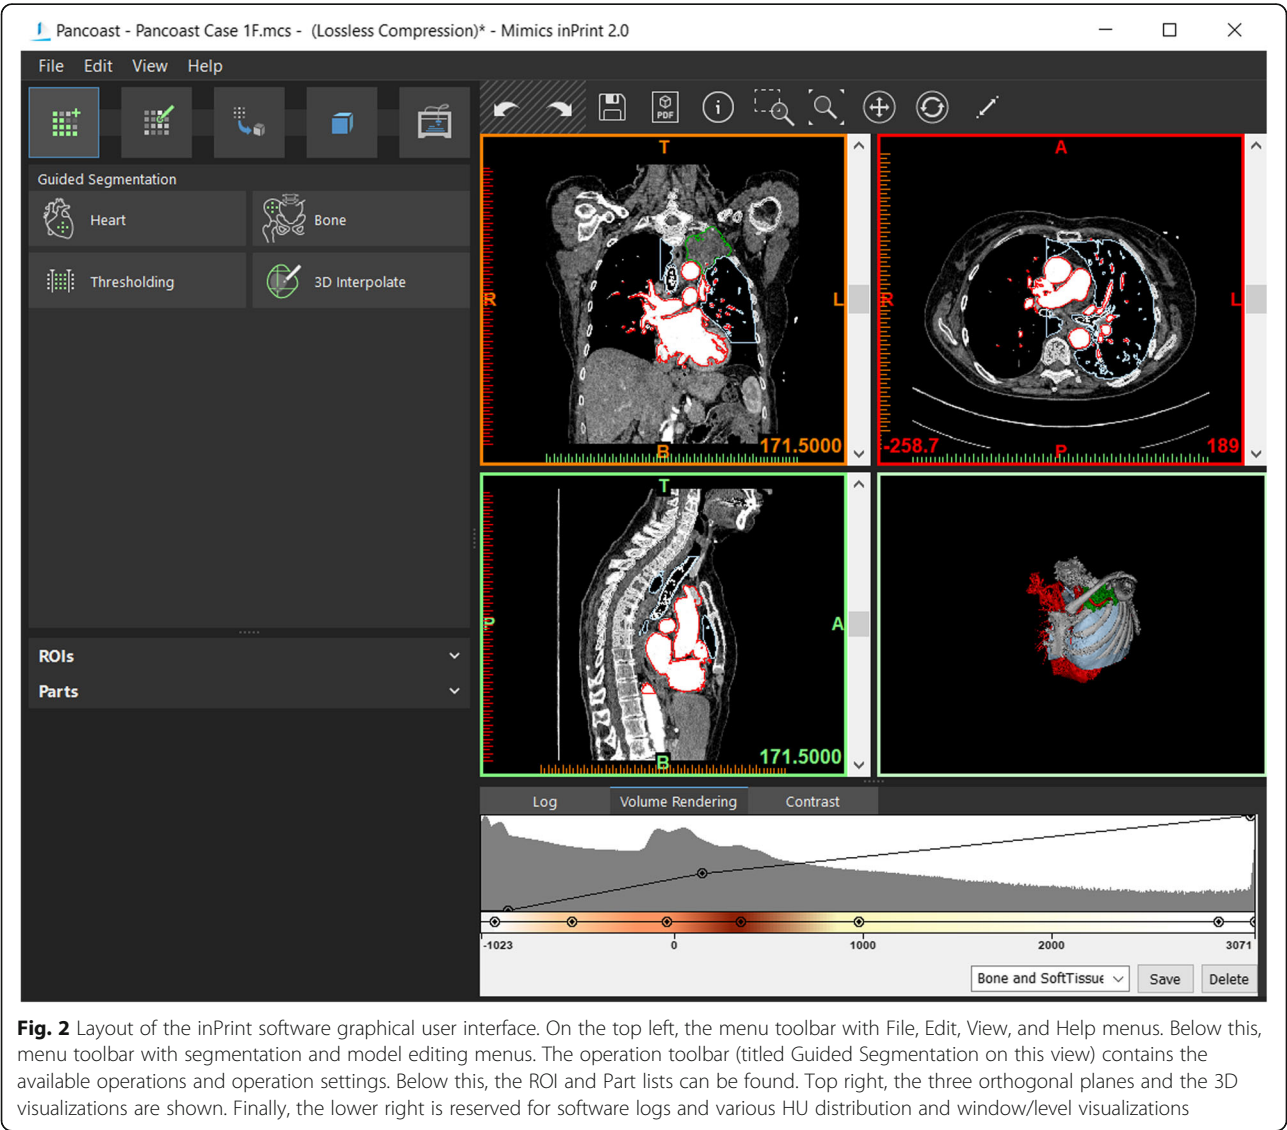 Pancoast - Pancoast Case 1F.mcs - (Lossless Compression)* - Mimics inPrint 2.0
File Edit View Help
PDF
Guided Segmentation
Heart
Bone
Thresholding
3D Interpolate
ROIs
Parts
T
R
L
B
171.5000
A
R
L
P
-258.7
189
T
P
A
B
171.5000
Log
Volume Rendering
Contrast
-1023
0
1000
2000
3071
Bone and SoftTissue
Save
Delete
Fig. 2 Layout of the inPrint software graphical user interface. On the top left, the menu toolbar with File, Edit, View, and Help menus. Below this,
menu toolbar with segmentation and model editing menus. The operation toolbar (titled Guided Segmentation on this view) contains the
available operations and operation settings. Below this, the ROI and Part lists can be found. Top right, the three orthogonal planes and the 3D
visualizations are shown. Finally, the lower right is reserved for software logs and various HU distribution and window/level visualizations